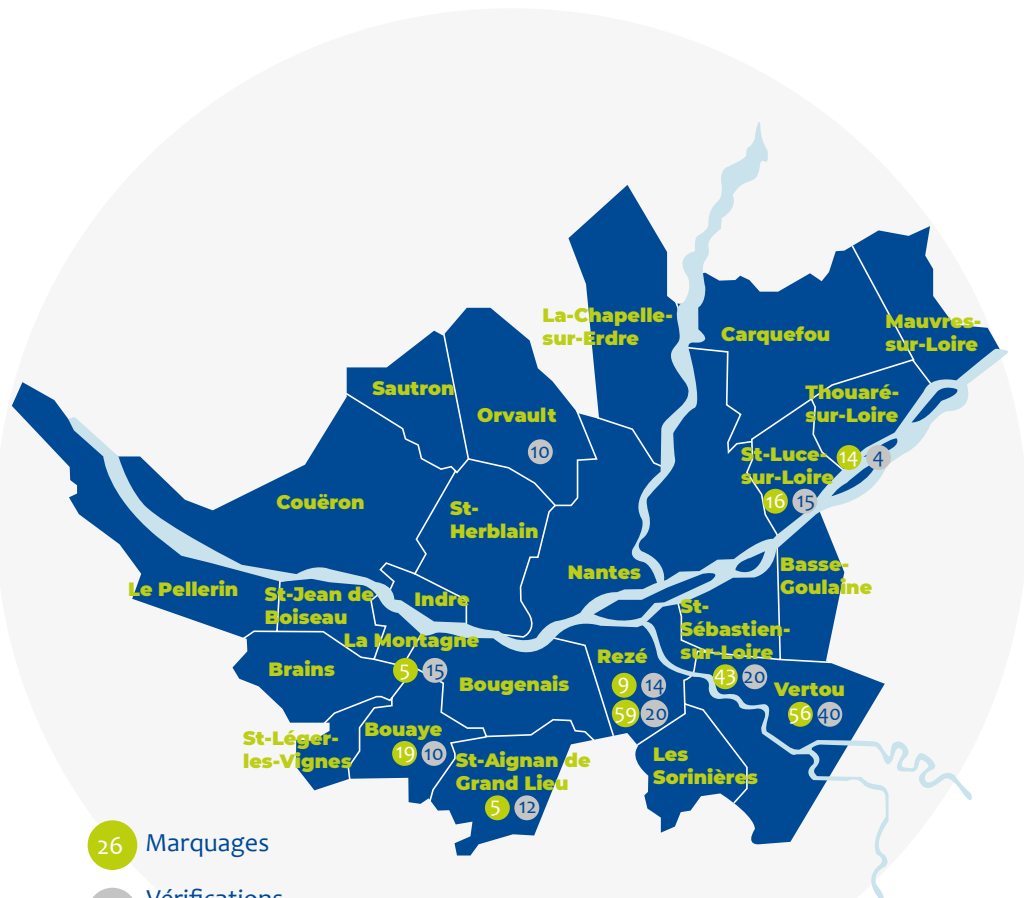 La-Chapelle-
sur-Erdre
Carquefou
Mauvres-
sur-Loire
Sautron
Orvault
10
Thouaré-
sur-Loire
14 4
St-Luce-
sur-Loire
16 15
Couëron
St-
Herblain
Nantes
Basse-
Goulaine
Le Pellerin
St-Jean de
Boiseau
Indre
St-
Sébastien-
sur-Loire
43 20
La Montagne
5 15
Brains
Bougenais
Rezé
9 14
59 20
Vertou
56 40
St-Léger-
les-Vignes
Bouaye
19 10
St-Aignan de
Grand Lieu
5 12
Les
Sorinières
26 Marquages
Vérifications